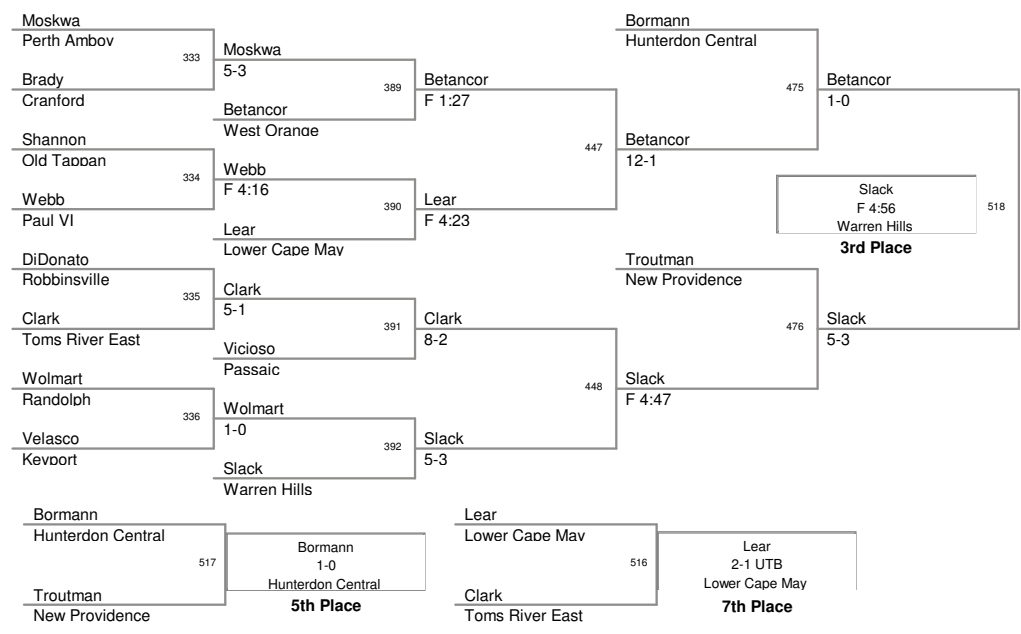 Moskwa
Perth Amboy
333
Brady
Cranford
Shannon
Old Tappan
334
Webb
Paul VI
DiDonato
Robbinsville
335
Clark
Toms River East
Wolmart
Randolph
336
Velasco
Keyport
Moskwa
5-3
389
Betancor
West Orange
Webb
F 4:16
390
Lear
Lower Cape May
Clark
5-1
391
Vicioso
Passaic
Wolmart
1-0
392
Slack
Warren Hills
Betancor
F 1:27
447
Lear
F 4:23
Clark
8-2
448
Slack
5-3
Bormann
Hunterdon Central
475
Betancor
12-1
Troutman
New Providence
476
Slack
F 4:47
Betancor
1-0
518
Slack
5-3
Slack
F 4:56
Warren Hills
3rd Place
Bormann
Hunterdon Central
517
Troutman
New Providence
Bormann
1-0
Hunterdon Central
5th Place
Lear
Lower Cape May
516
Clark
Toms River East
Lear
2-1 UTB
Lower Cape May
7th Place